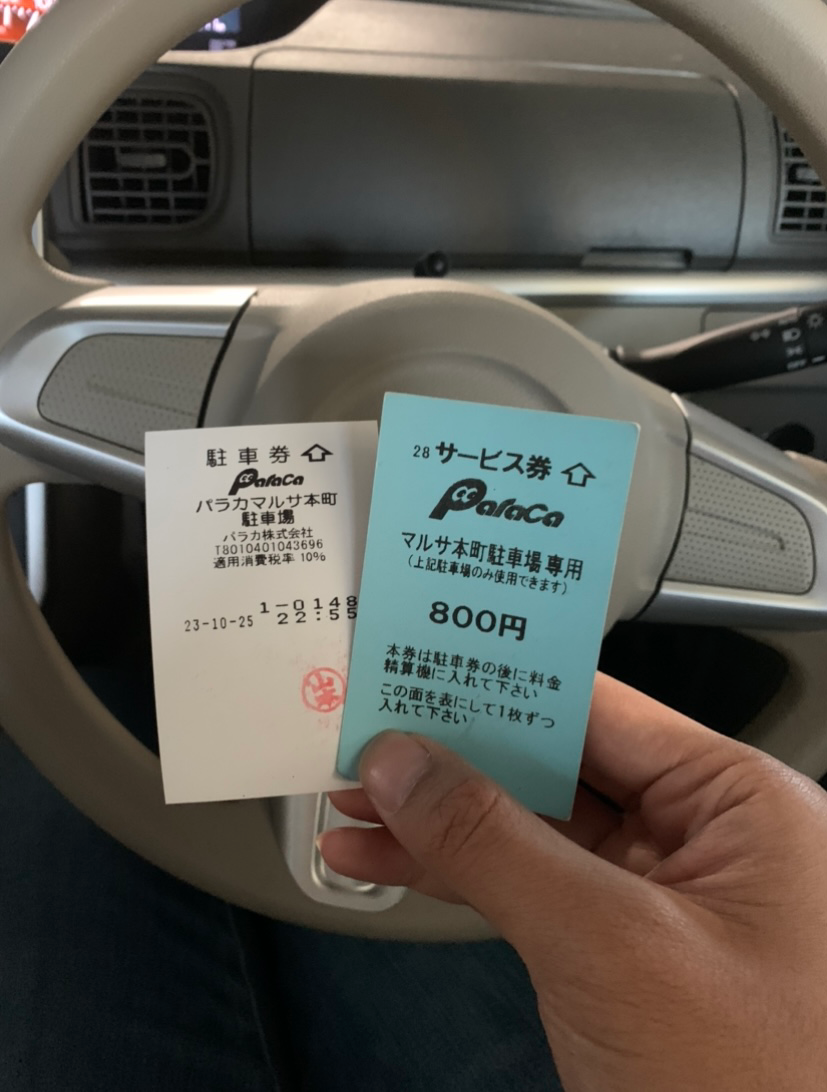 駐車券
ParaCa
パラカマルサ本町
駐車場
パラカ株式会社
T8010401043696
適用消費税率 10%
1-0148
23-10-25 22:55
28 サービス券
ParaCa
マルサ本町駐車場専用
(上記駐車場のみ使用できます)
800円
本券は駐車券の後に料金
精算機に入れて下さい
この面を表にして1枚ずつ
入れて下さい